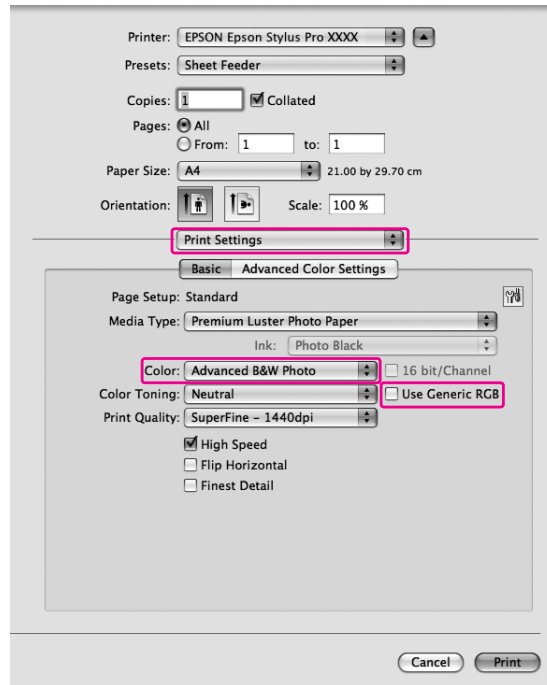 Printer: EPSON Epson Stylus Pro XXXX
Presets: Sheet Feeder
Copies: 1 Collated
Pages: All
From: 1 to: 1
Paper Size: A4 21.00 by 29.70 cm
Orientation: Scale: 100 %
Print Settings
Basic Advanced Color Settings
Page Setup: Standard
Media Type: Premium Luster Photo Paper
Ink: Photo Black
Color: Advanced B&W Photo 16 bit/Channel
Color Toning: Neutral Use Generic RGB
Print Quality: SuperFine – 1440dpi
High Speed
Flip Horizontal
Finest Detail
Cancel Print